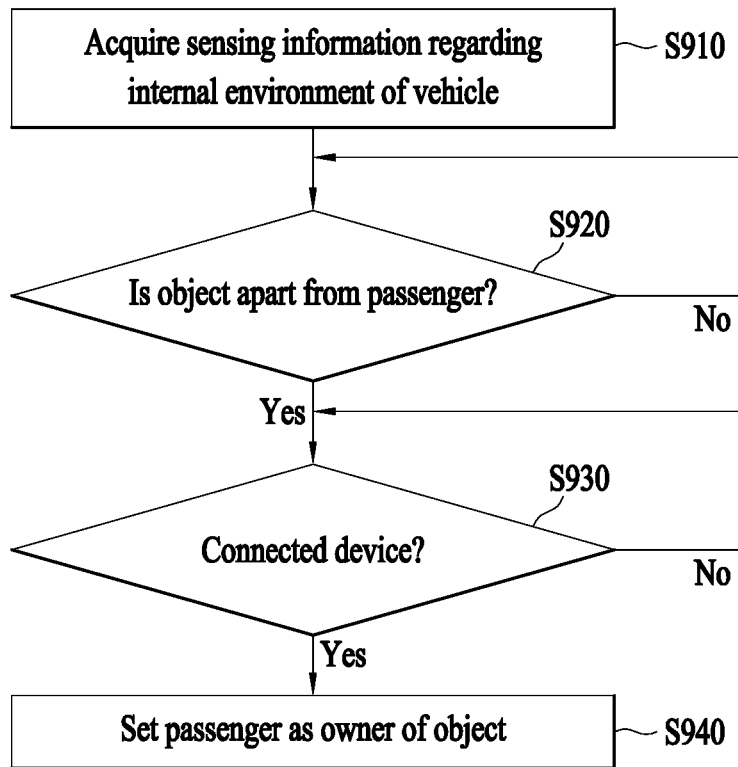 Acquire sensing information regarding
internal environment of vehicle
S910
S920
Is object apart from passenger?
No
Yes
S930
Connected device?
No
Yes
Set passenger as owner of object
S940